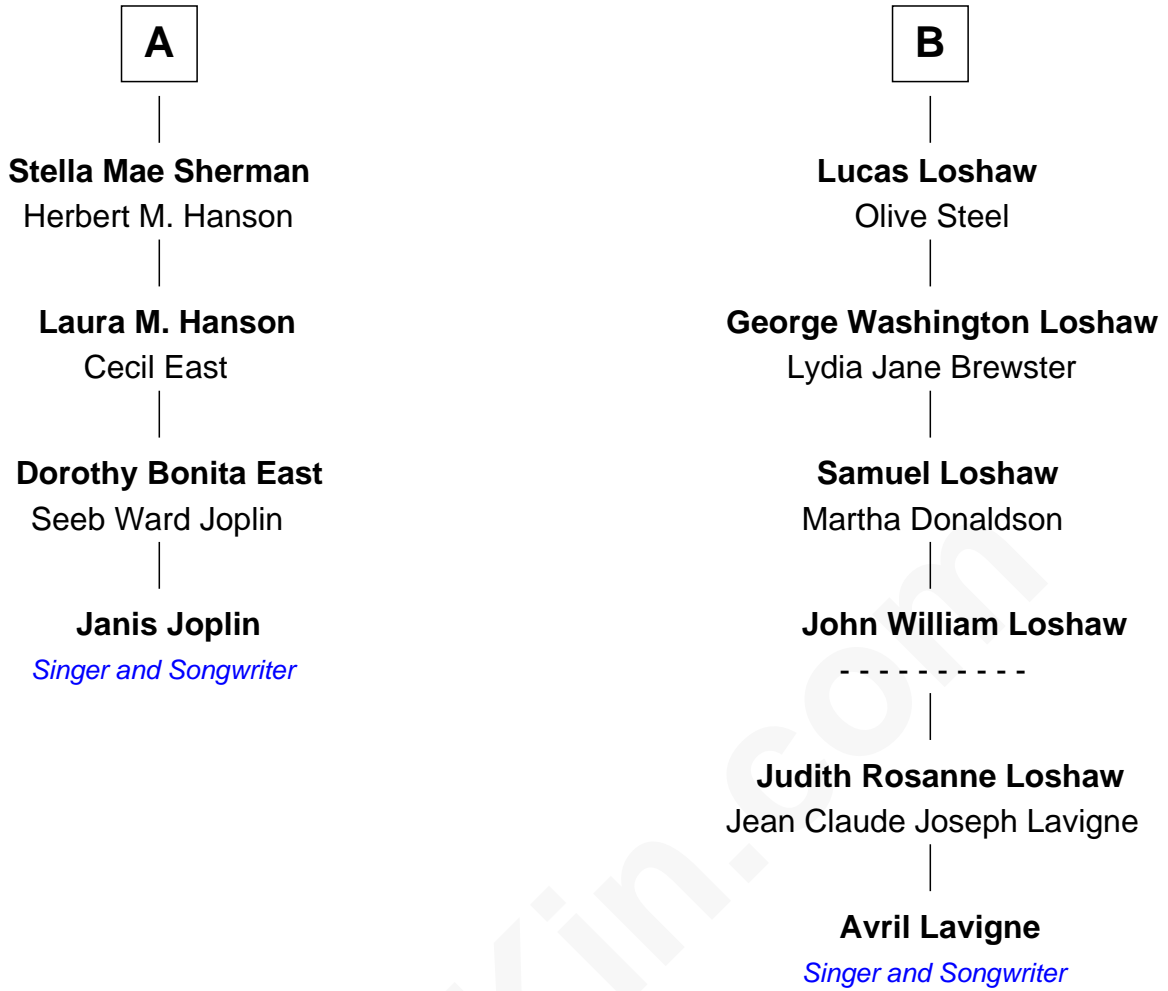 A
Stella Mae Sherman
Herbert M. Hanson
Laura M. Hanson
Cecil East
Dorothy Bonita East
Seeb Ward Joplin
Janis Joplin
Singer and Songwriter
B
Lucas Loshaw
Olive Steel
George Washington Loshaw
Lydia Jane Brewster
Samuel Loshaw
Martha Donaldson
John William Loshaw
- - - - - - - - - -
Judith Rosanne Loshaw
Jean Claude Joseph Lavigne
Avril Lavigne
Singer and Songwriter
Kin.com